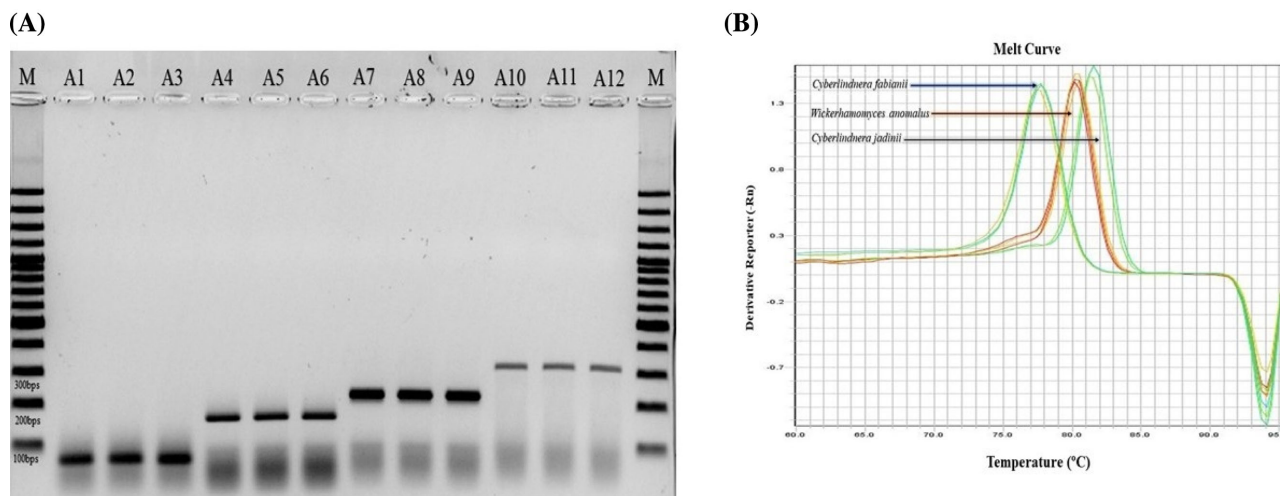 (A)
M A1 A2 A3 A4 A5 A6 A7 A8 A9 A10 A11 A12 M
300bps
200bps
100bps
(B)
Melt Curve
Cyberlindnera fabianii
Wickerhamomyces anomalus
Cyberlindnera jadinii
Derivative Reporter (-Rn)
1.3
0.8
0.3
-0.2
-0.7
60.0 65.0 70.0 75.0 80.0 85.0 90.0 95
Temperature (ºC)